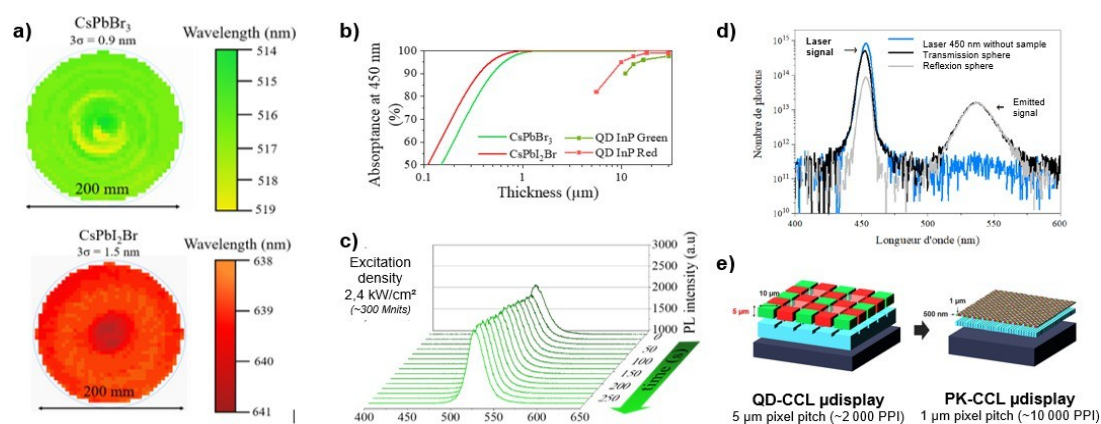 a)
CsPbBr3
3σ = 0.9 nm
200 mm
Wavelength (nm)
514
515
516
517
518
519
CsPbI2Br
3σ = 1.5 nm
200 mm
Wavelength (nm)
638
639
640
641
b)
Absorptance at 450 nm
(%)
100
90
80
70
60
50
0.1
1
10
Thickness (µm)
CsPbBr3
CsPbI2Br
QD InP Green
QD InP Red
c)
Excitation
density
2,4 kW/cm²
(~300 Mnits)
3000
2500
2000
1500
1000
PL intensity (a.u)
0
50
100
150
200
250
time (s)
400
450
500
550
600
650
d)
Laser
signal
Laser 450 nm without sample
Transmission sphere
Reflexion sphere
Emitted
signal
Nombre de photons
10^15
10^14
10^13
10^12
10^11
10^10
400
450
500
550
600
Longueur d'onde (nm)
e)
10 µm
5 µm
1 µm
500 nm
QD-CCL µdisplay
5 µm pixel pitch (~2 000 PPI)
PK-CCL µdisplay
1 µm pixel pitch (~10 000 PPI)